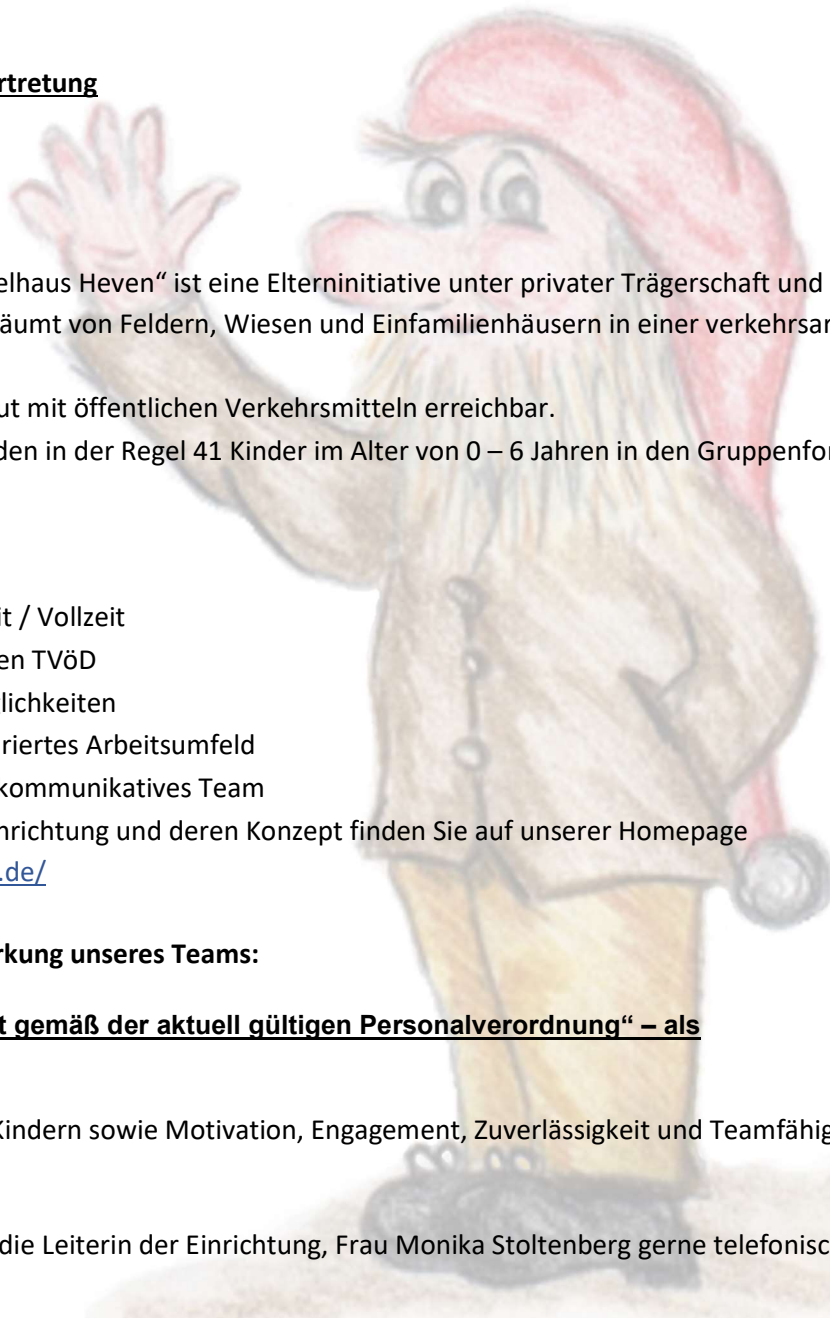 rtretung
elhaus Heven“ ist eine Elterninitiative unter privater Trägerschaft und
äumt von Feldern, Wiesen und Einfamilienhäusern in einer verkehrsar
ut mit öffentlichen Verkehrsmitteln erreichbar.
den in der Regel 41 Kinder im Alter von 0 – 6 Jahren in den Gruppenfor
it / Vollzeit
en TVöD
glichkeiten
riertes Arbeitsumfeld
kommunikatives Team
nrichtung und deren Konzept finden Sie auf unserer Homepage
.de/
rkung unseres Teams:
t gemäß der aktuell gültigen Personalverordnung“ – als
Kindern sowie Motivation, Engagement, Zuverlässigkeit und Teamfähig
die Leiterin der Einrichtung, Frau Monika Stoltenberg gerne telefonisc